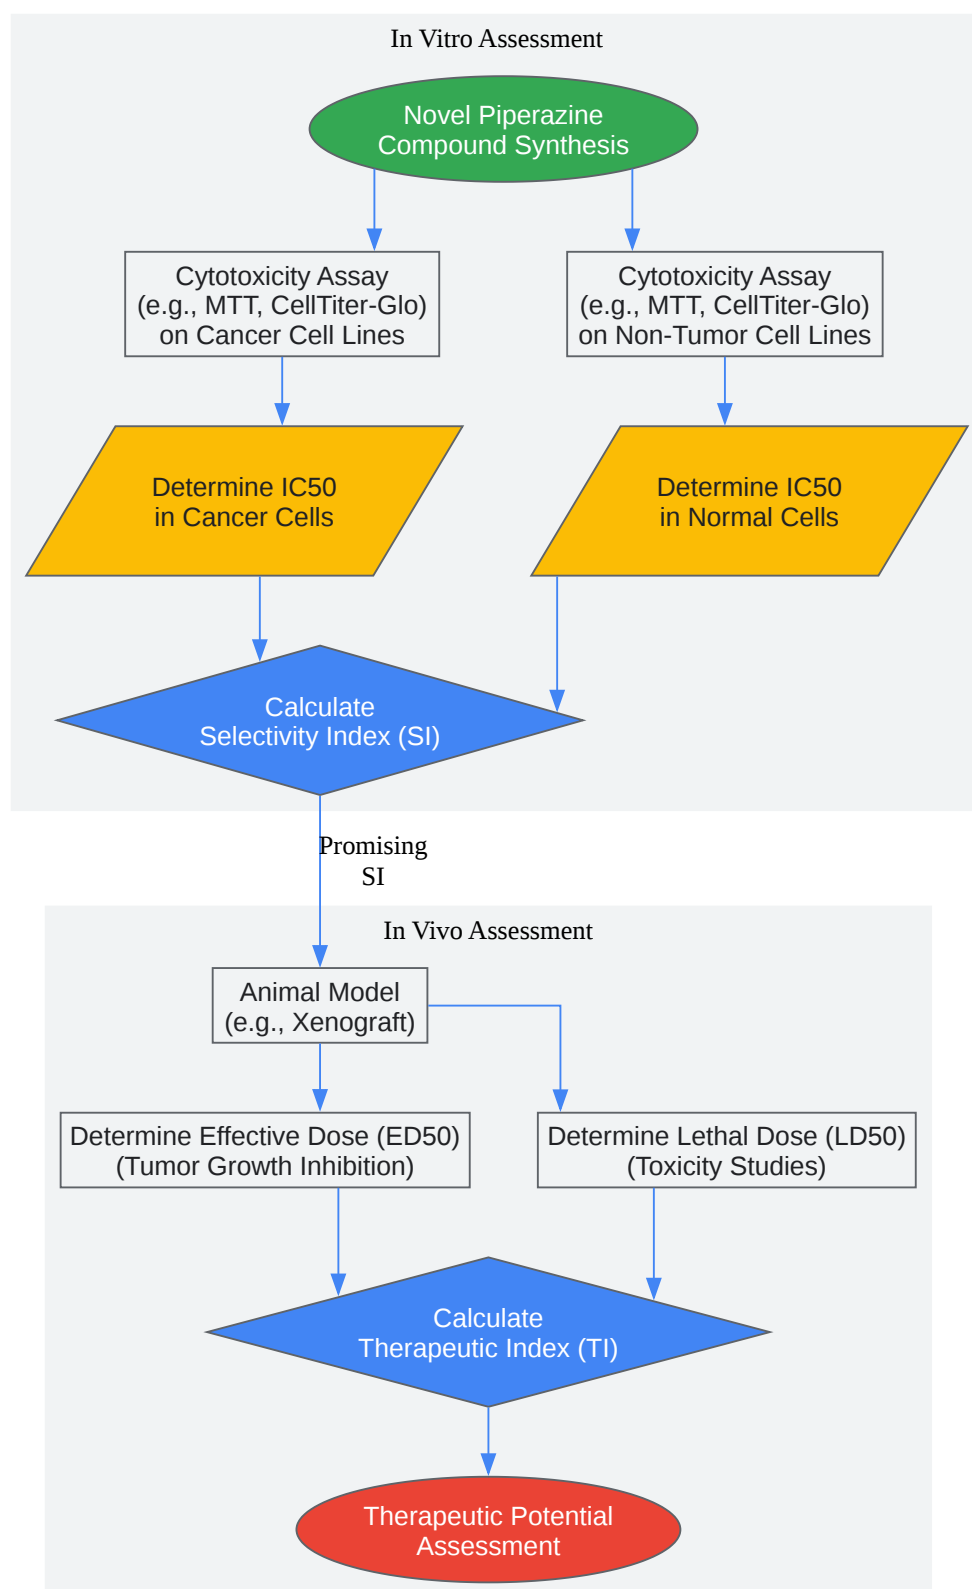 In Vitro Assessment
Novel Piperazine
Compound Synthesis
Cytotoxicity Assay
(e.g., MTT, CellTiter-Glo)
on Cancer Cell Lines
Cytotoxicity Assay
(e.g., MTT, CellTiter-Glo)
on Non-Tumor Cell Lines
Determine IC50
in Cancer Cells
Determine IC50
in Normal Cells
Calculate
Selectivity Index (SI)
Promising
SI
In Vivo Assessment
Animal Model
(e.g., Xenograft)
Determine Effective Dose (ED50)
(Tumor Growth Inhibition)
Determine Lethal Dose (LD50)
(Toxicity Studies)
Calculate
Therapeutic Index (TI)
Therapeutic Potential
Assessment